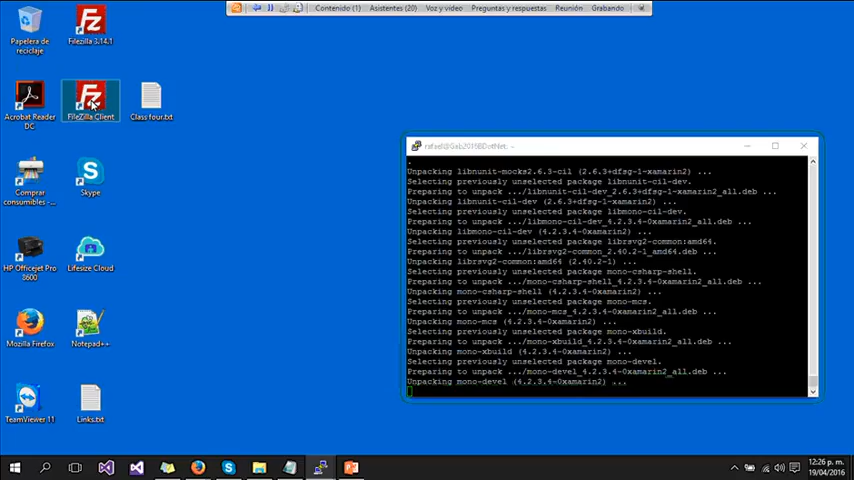 Contenido (1) Asistentes (20) Voz y video Preguntas y respuestas Reunión Grabando
Papelera de
reciclaje
Filezilla 3.14.1
Acrobat Reader
DC
FileZilla Client
Class four.txt
Comprar
consumibles -...
Skype
HP Officejet Pro
8600
Lifesize Cloud
Mozilla Firefox
Notepad++
TeamViewer 11
Links.txt
rafael@Gab2016BDotNet: ~
.
Unpacking libnunit-mocks2.6.3-cil (2.6.3+dfsg-1~xamarin2) ...
Selecting previously unselected package libnunit-cil-dev.
Preparing to unpack .../libnunit-cil-dev_2.6.3+dfsg-1~xamarin2_all.deb ...
Unpacking libnunit-cil-dev (2.6.3+dfsg-1~xamarin2) ...
Selecting previously unselected package libmono-cil-dev.
Preparing to unpack .../libmono-cil-dev_4.2.3.4-0xamarin2_all.deb ...
Unpacking libmono-cil-dev (4.2.3.4-0xamarin2) ...
Selecting previously unselected package librsvg2-common:amd64.
Preparing to unpack .../librsvg2-common_2.40.2-1_amd64.deb ...
Unpacking librsvg2-common:amd64 (2.40.2-1) ...
Selecting previously unselected package mono-csharp-shell.
Preparing to unpack .../mono-csharp-shell_4.2.3.4-0xamarin2_all.deb ...
Unpacking mono-csharp-shell (4.2.3.4-0xamarin2) ...
Selecting previously unselected package mono-mcs.
Preparing to unpack .../mono-mcs_4.2.3.4-0xamarin2_all.deb ...
Unpacking mono-mcs (4.2.3.4-0xamarin2) ...
Selecting previously unselected package mono-xbuild.
Preparing to unpack .../mono-xbuild_4.2.3.4-0xamarin2_all.deb ...
Unpacking mono-xbuild (4.2.3.4-0xamarin2) ...
Selecting previously unselected package mono-devel.
Preparing to unpack .../mono-devel_4.2.3.4-0xamarin2_all.deb ...
Unpacking mono-devel (4.2.3.4-0xamarin2) ...
12:26 p. m.
19/04/2016